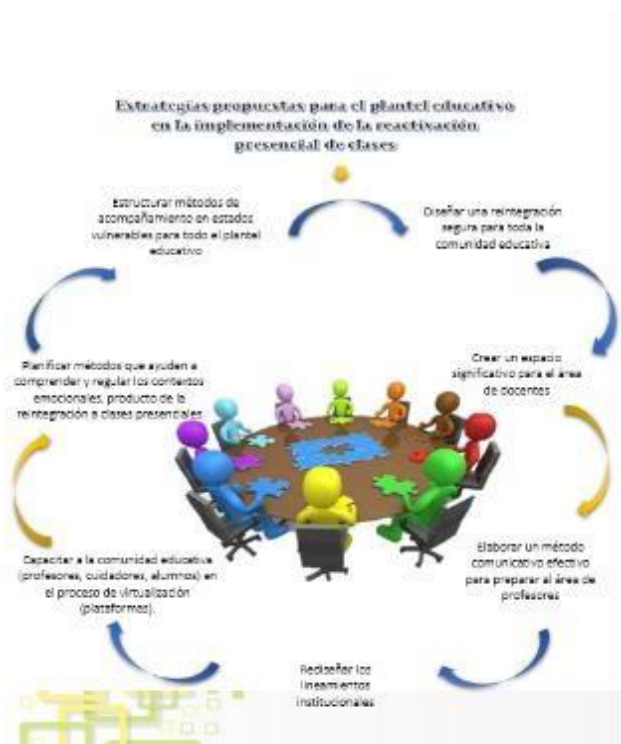 Estrategias propuestas para el plantel educativo
en la implementación de la reactivación
presencial de clases
Estructurar métodos de
acompañamiento en estados
vulnerables para todo el plantel
educativo
Diseñar una reintegración
segura para toda la
comunidad educativa
Crear un espacio
significativo para el área
de docentes
Elaborar un método
comunicativo efectivo
para preparar al área de
profesores
Rediseñar los
lineamientos
institucionales
Capacitar a la comunidad educativa
(profesores, cuidadores, alumnos) en
el proceso de virtualización
(plataformas).
Planificar métodos que ayuden a
comprender y regular los contextos
emocionales, producto de la
reintegración a clases presenciales